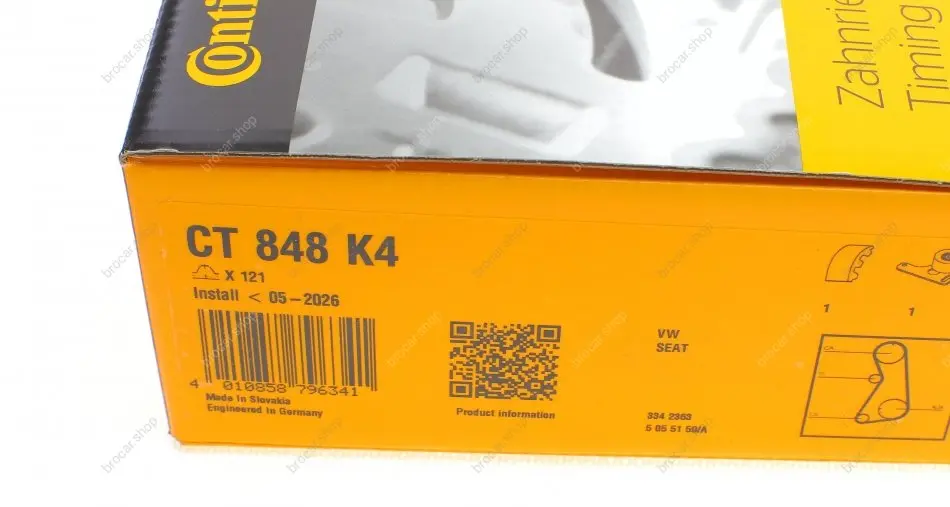 Conti
Zahnrie
Timing
CT 848 K4
X 121
Install < 05-2026
4 010858 796341
Made in Slovakia
Engineered in Germany
Product information
VW
SEAT
334 2353
5 05 51 59/A
1
1
brocar.shop